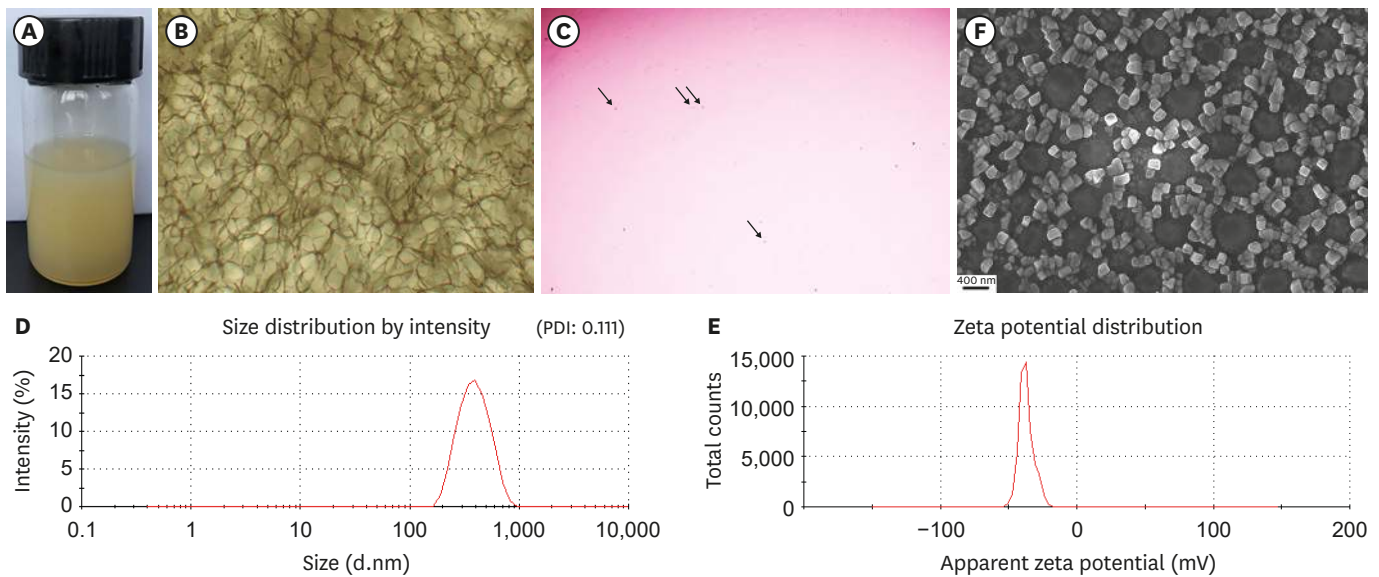 A
B
C
F
400 nm
D
Size distribution by intensity
(PDI: 0.111)
Intensity (%)
20
15
10
5
0
0.1
1
10
100
1,000
10,000
Size (d.nm)
E
Zeta potential distribution
Total counts
15,000
10,000
5,000
0
−100
0
100
200
Apparent zeta potential (mV)